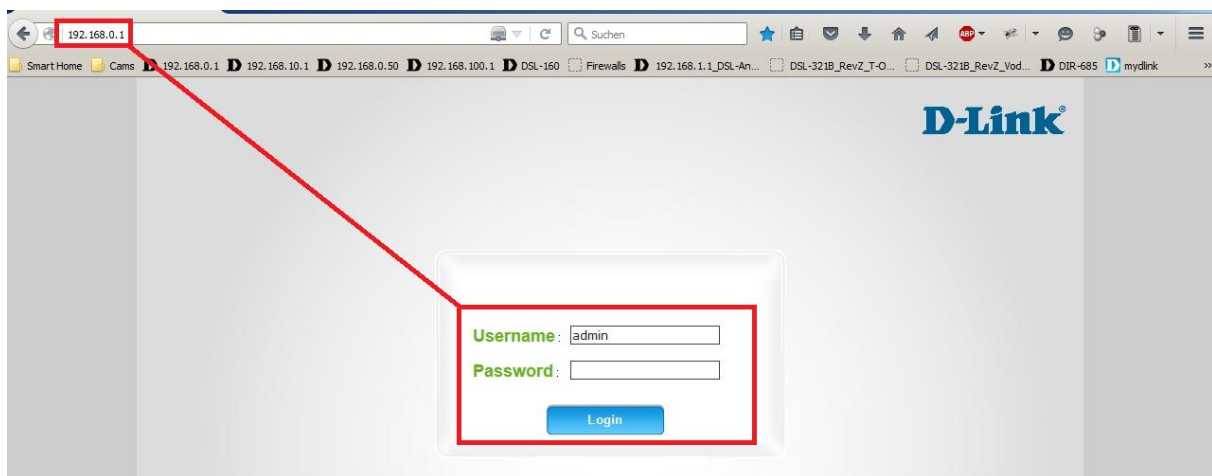 192.168.0.1
Suchen
ABP
Smart Home Cams 192.168.0.1 192.168.10.1 192.168.0.50 192.168.100.1 DSL-160 Firewalls 192.168.1.1_DSL-An... DSL-321B_RevZ_T-O... DSL-321B_RevZ_Vod... DIR-685 mydlink
D-Link®
Username :
admin
Password :
Login